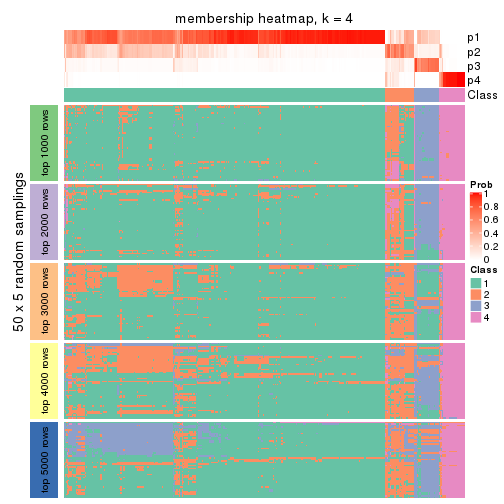 membership heatmap, k = 4
p1
p2
p3
p4
Class
50 x 5 random samplings
top 1000 rows
top 2000 rows
top 3000 rows
top 4000 rows
top 5000 rows
Prob
1
0.8
0.6
0.4
0.2
0
Class
1
2
3
4